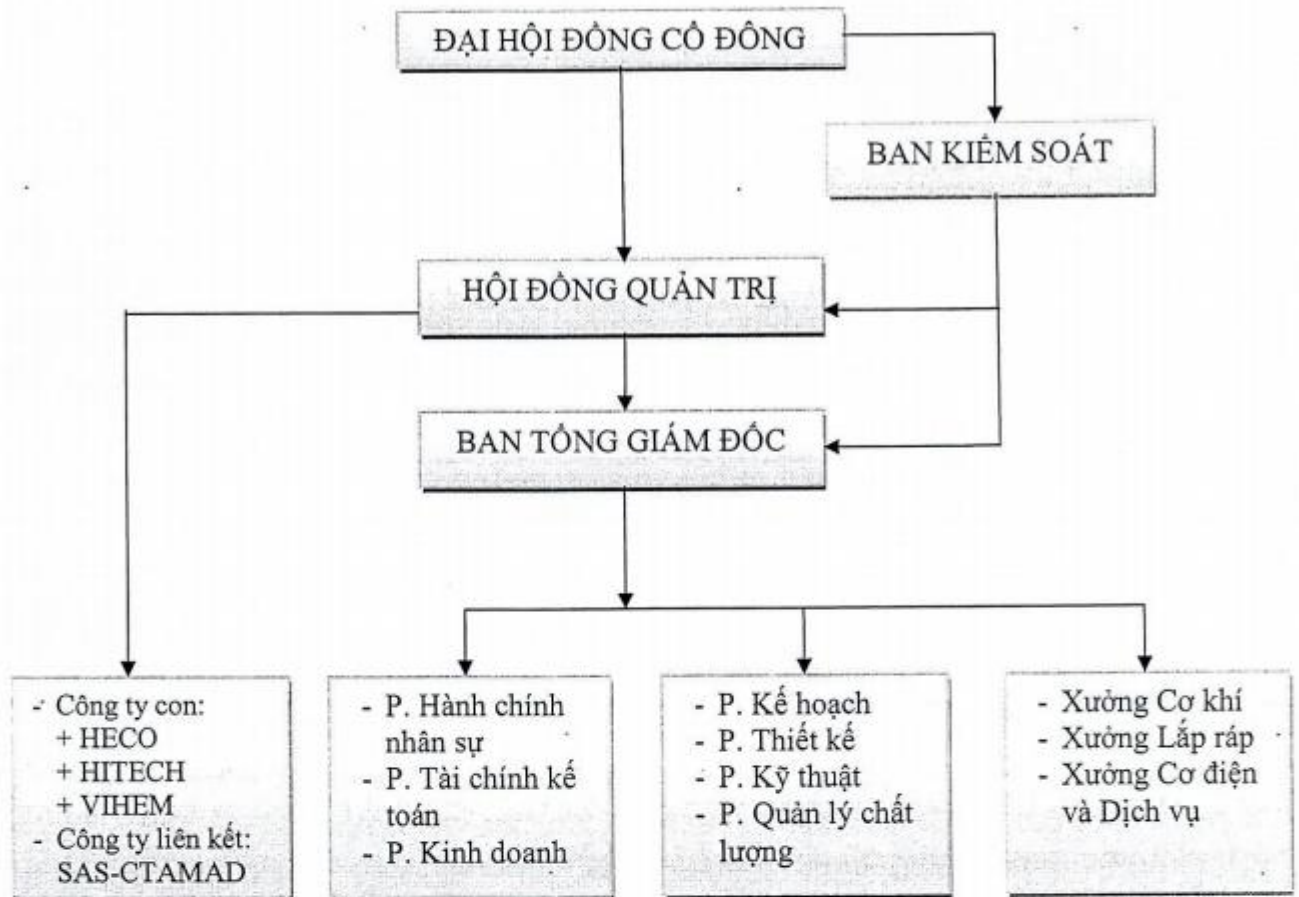 ĐẠI HỘI ĐỒNG CỔ ĐÔNG
BAN KIỂM SOÁT
HỘI ĐỒNG QUẢN TRỊ
BAN TỔNG GIÁM ĐỐC
- Công ty con:
+ HECO
+ HITECH
+ VIHEM
- Công ty liên kết:
SAS-CTAMAD
- P. Hành chính
nhân sự
- P. Tài chính kế
toán
- P. Kinh doanh
- P. Kế hoạch
- P. Thiết kế
- P. Kỹ thuật
- P. Quản lý chất
lượng
- Xưởng Cơ khí
- Xưởng Lắp ráp
- Xưởng Cơ điện
và Dịch vụ